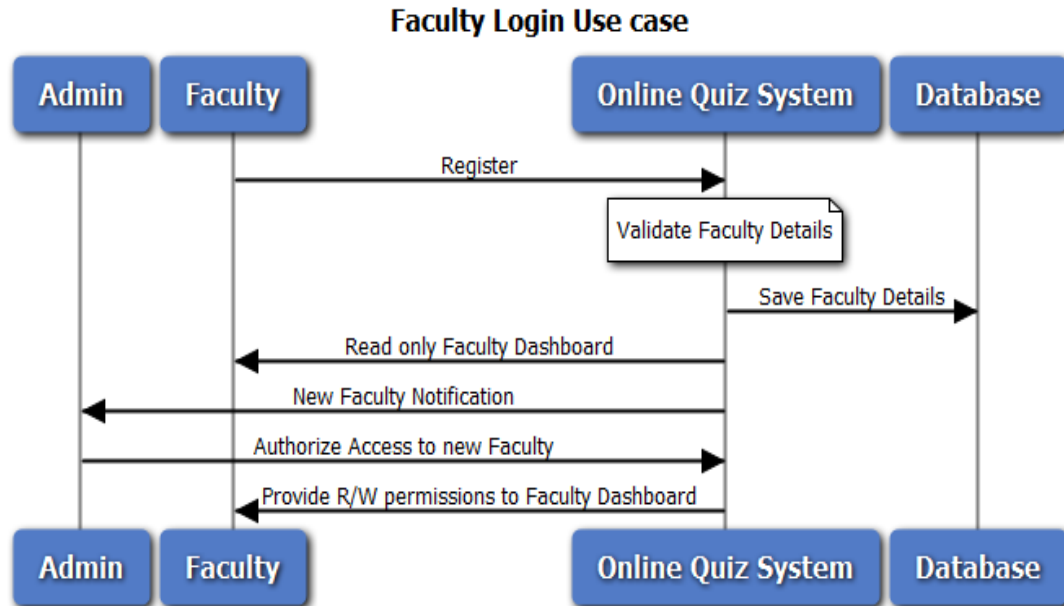 Faculty Login Use case
Admin
Faculty
Online Quiz System
Database
Register
Validate Faculty Details
Save Faculty Details
Read only Faculty Dashboard
New Faculty Notification
Authorize Access to new Faculty
Provide R/W permissions to Faculty Dashboard
Admin
Faculty
Online Quiz System
Database